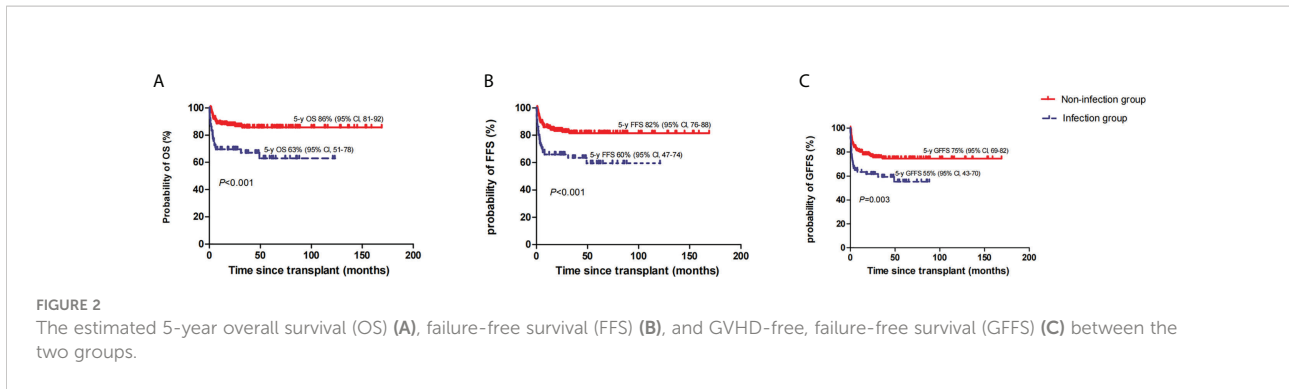 A
Probability of OS (%)
100
80
60
40
20
0
5-y OS 86% (95% CI, 81-92)
5-y OS 63% (95% CI, 51-78)
P<0.001
0
50
100
150
200
Time since transplant (months)
B
probability of FFS (%)
100
80
60
40
20
0
5-y FFS 82% (95% CI, 76-88)
5-y FFS 60% (95% CI, 47-74)
P<0.001
0
50
100
150
200
Time since transplant (months)
C
probability of GFFS (%)
100
80
60
40
20
0
5-y GFFS 75% (95% CI, 69-82)
5-y GFFS 55% (95% CI, 43-70)
P=0.003
0
50
100
150
200
Time since transplant (months)
Non-infection group
Infection group
FIGURE 2
The estimated 5-year overall survival (OS) (A), failure-free survival (FFS) (B), and GVHD-free, failure-free survival (GFFS) (C) between the
two groups.